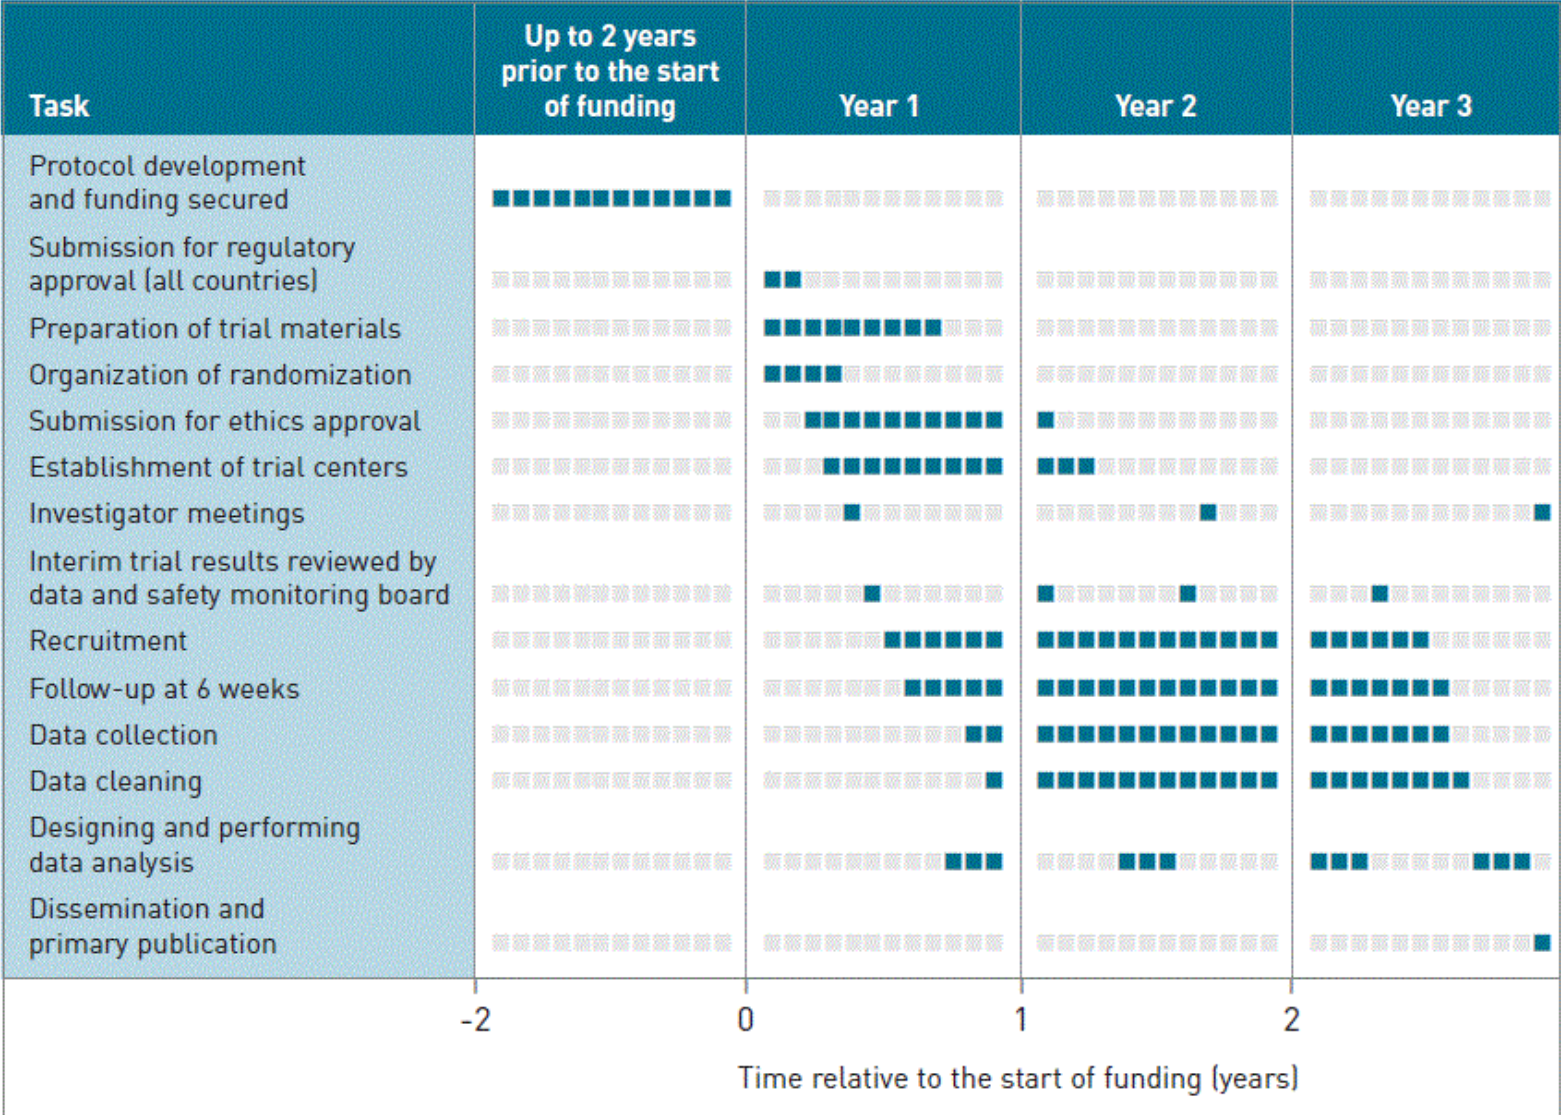 Up to 2 years
prior to the start
of funding
Task
Year 1
Year 2
Year 3
Protocol development
and funding secured
Submission for regulatory
approval (all countries)
Preparation of trial materials
Organization of randomization
Submission for ethics approval
Establishment of trial centers
Investigator meetings
Interim trial results reviewed by
data and safety monitoring board
Recruitment
Follow-up at 6 weeks
Data collection
Data cleaning
Designing and performing
data analysis
Dissemination and
primary publication
-2
0
1
2
Time relative to the start of funding (years)